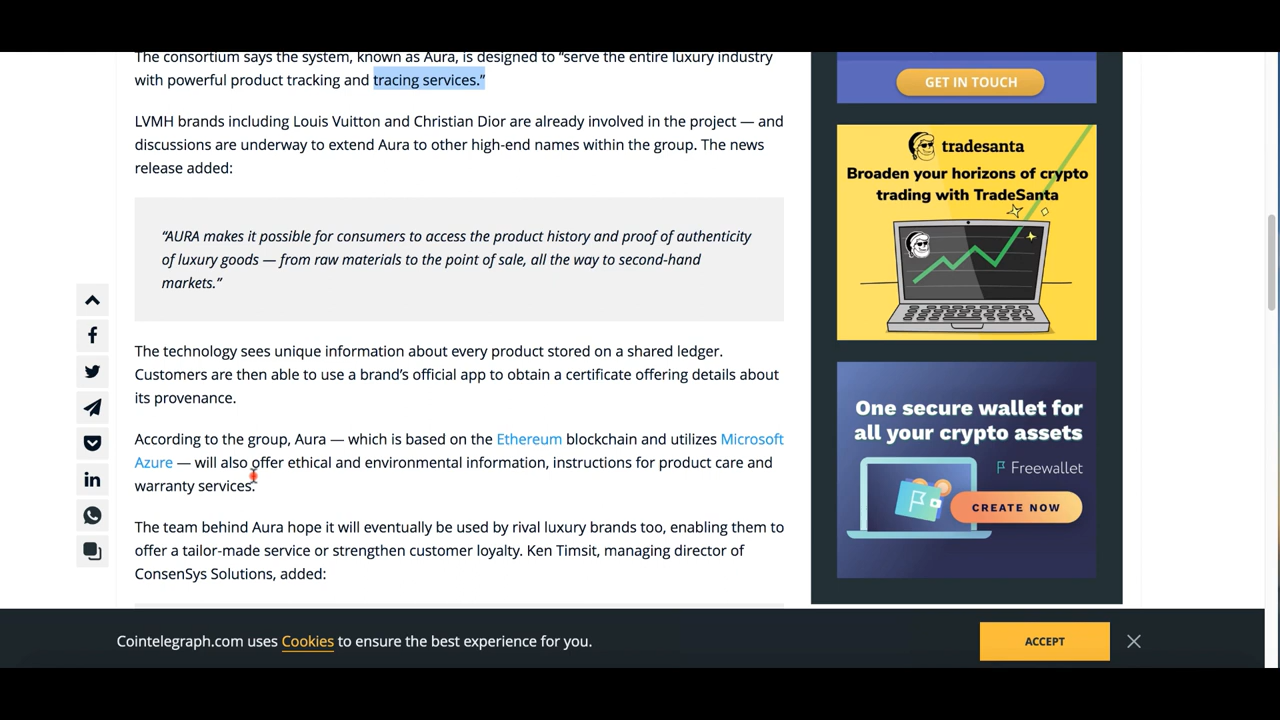 The consortium says the system, known as Aura, is designed to “serve the entire luxury industry
with powerful product tracking and tracing services.”
LVMH brands including Louis Vuitton and Christian Dior are already involved in the project — and
discussions are underway to extend Aura to other high-end names within the group. The news
release added:
“AURA makes it possible for consumers to access the product history and proof of authenticity
of luxury goods — from raw materials to the point of sale, all the way to second-hand
markets.”
The technology sees unique information about every product stored on a shared ledger.
Customers are then able to use a brand’s official app to obtain a certificate offering details about
its provenance.
According to the group, Aura — which is based on the Ethereum blockchain and utilizes Microsoft
Azure — will also offer ethical and environmental information, instructions for product care and
warranty services.
The team behind Aura hope it will eventually be used by rival luxury brands too, enabling them to
offer a tailor-made service or strengthen customer loyalty. Ken Timsit, managing director of
ConsenSys Solutions, added:
GET IN TOUCH
tradesanta
Broaden your horizons of crypto
trading with TradeSanta
One secure wallet for
all your crypto assets
Freewallet
CREATE NOW
Cointelegraph.com uses Cookies to ensure the best experience for you.
ACCEPT